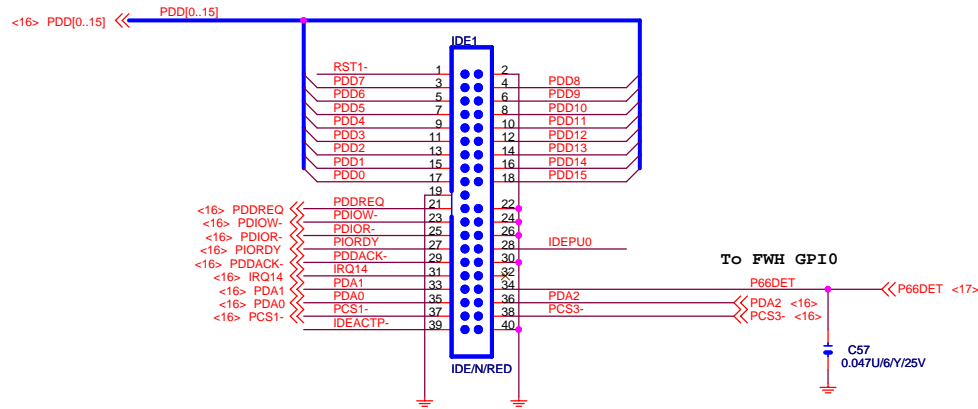 <16> PDD[0..15] PDD[0..15]
IDE1
RST1- 1 2
PDD7 3 4 PDD8
PDD6 5 6 PDD9
PDD5 7 8 PDD10
PDD4 9 10 PDD11
PDD3 11 12 PDD12
PDD2 13 14 PDD13
PDD1 15 16 PDD14
PDD0 17 18 PDD15
19
<16> PDDREQ PDDREQ 21 22
<16> PDIOW- PDIOW- 23 24
<16> PDIOR- PDIOR- 25 26
<16> PIORDY PIORDY 27 28 IDEPU0
<16> PDDACK- PDDACK- 29 30
<16> IRQ14 IRQ14 31 32
<16> PDA1 PDA1 33 34 P66DET P66DET <17>
<16> PDA0 PDA0 35 36 PDA2 PDA2 <16>
<16> PCS1- PCS1- 37 38 PCS3- PCS3- <16>
IDEACTP- 39 40
To FWH GPI0
IDE/N/RED
C57
0.047U/6/Y/25V